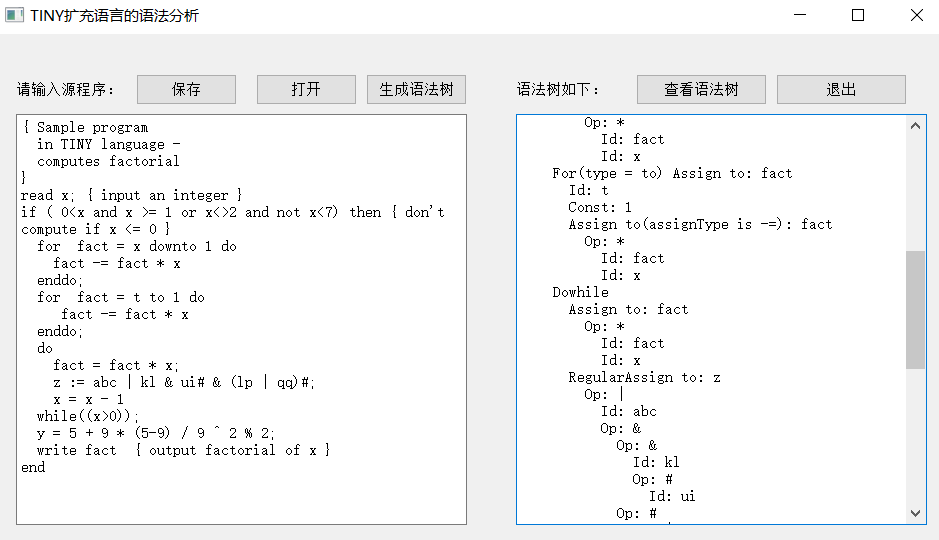 TINY扩充语言的语法分析
请输入源程序： 保存 打开 生成语法树 语法树如下： 查看语法树 退出
{ Sample program
  in TINY language -
  computes factorial
}
read x; { input an integer }
if ( 0<x and x >= 1 or x<>2 and not x<7) then { don't
compute if x <= 0 }
  for  fact = x downto 1 do
    fact -= fact * x
  enddo;
  for  fact = t to 1 do
     fact -= fact * x
  enddo;
  do
    fact = fact * x;
    z := abc | kl & ui# & (lp | qq)#;
    x = x - 1
  while((x>0));
  y = 5 + 9 * (5-9) / 9 ^ 2 % 2;
  write fact  { output factorial of x }
end
Op: *
Id: fact
Id: x
For(type = to) Assign to: fact
Id: t
Const: 1
Assign to(assignType is -=): fact
Op: *
Id: fact
Id: x
Dowhile
Assign to: fact
Op: *
Id: fact
Id: x
RegularAssign to: z
Op: |
Id: abc
Op: &
Op: &
Id: kl
Op: #
Id: ui
Op: #